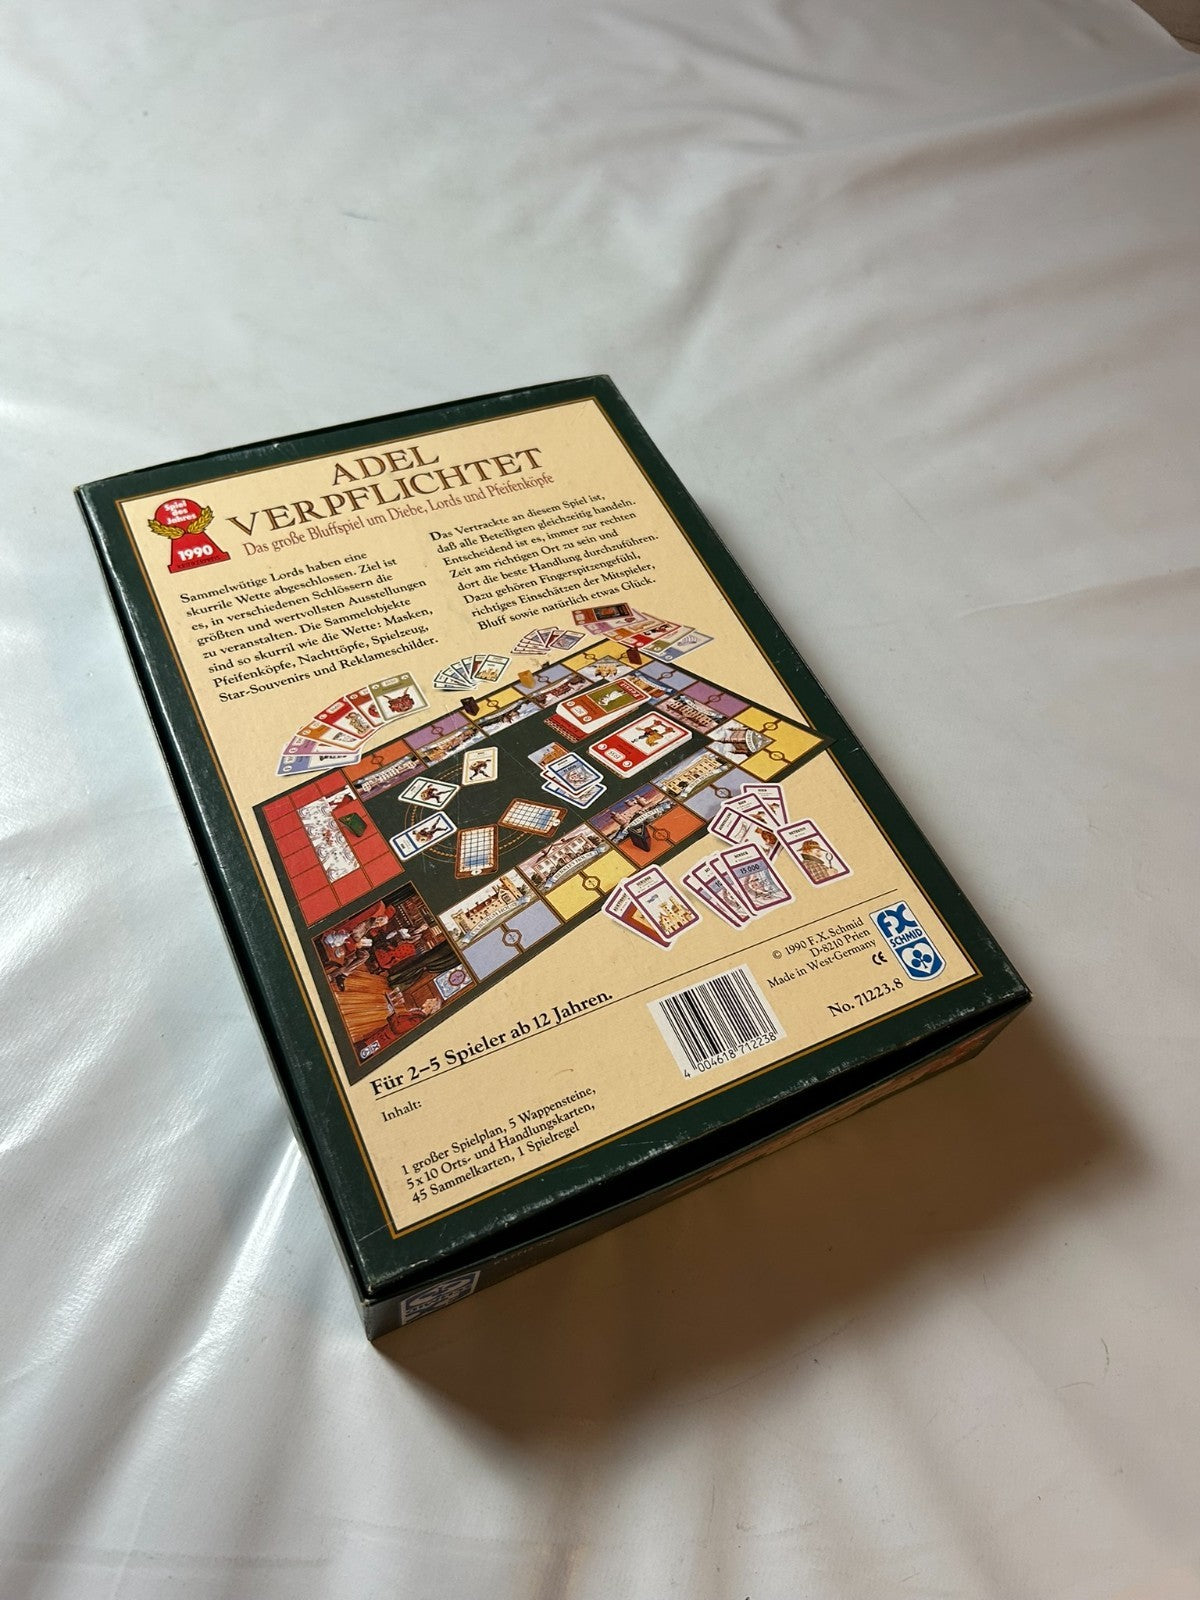 ADEL
VERPFLICHTET
Das große Bluffspiel um Diebe, Lords und Pfeifenköpfe
Spiel
des
Jahres
1990
Sammelwütige Lords haben eine
skurrile Wette abgeschlossen. Ziel ist
es, in verschiedenen Schlössern die
größten und wertvollsten Ausstellungen
zu veranstalten. Die Sammelobjekte
sind so skurril wie die Wette: Masken,
Pfeifenköpfe, Nachttöpfe, Spielzeug,
Star-Souvenirs und Reklameschilder.
Das Vertrackte an diesem Spiel ist,
daß alle Beteiligten gleichzeitig handeln.
Entscheidend ist es, immer zur rechten
Zeit am richtigen Ort zu sein und
dort die beste Handlung durchzuführen.
Dazu gehören Fingerspitzengefühl,
richtiges Einschätzen der Mitspieler,
Bluff sowie natürlich etwas Glück.
15.000
Für 2–5 Spieler ab 12 Jahren.
Inhalt:
1 großer Spielplan, 5 Wappensteine,
5x10 Orts- und Handlungskarten,
45 Sammelkarten, 1 Spielregel
4 004618 712238
© 1990 F. X. Schmid
D-8210 Prien
Made in West-Germany
CE
No. 71223.8
FX
SCHMID